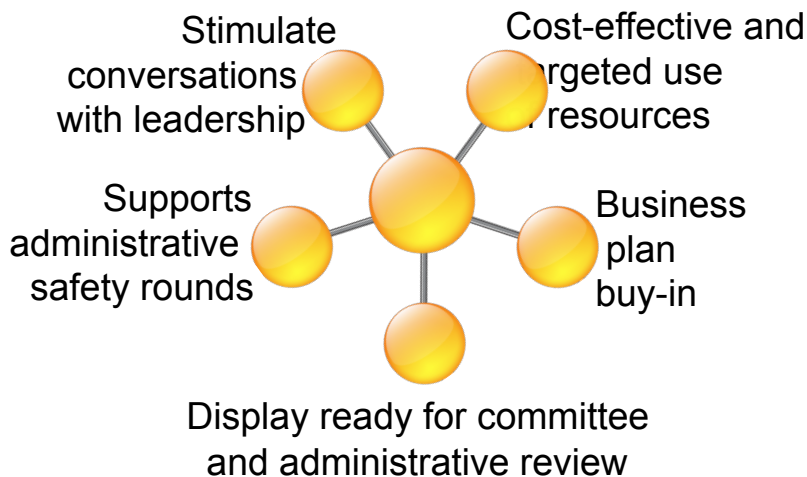 Stimulate
conversations
with leadership
Cost-effective and
targeted use
resources
Supports
administrative
safety rounds
Business
plan
buy-in
Display ready for committee
and administrative review